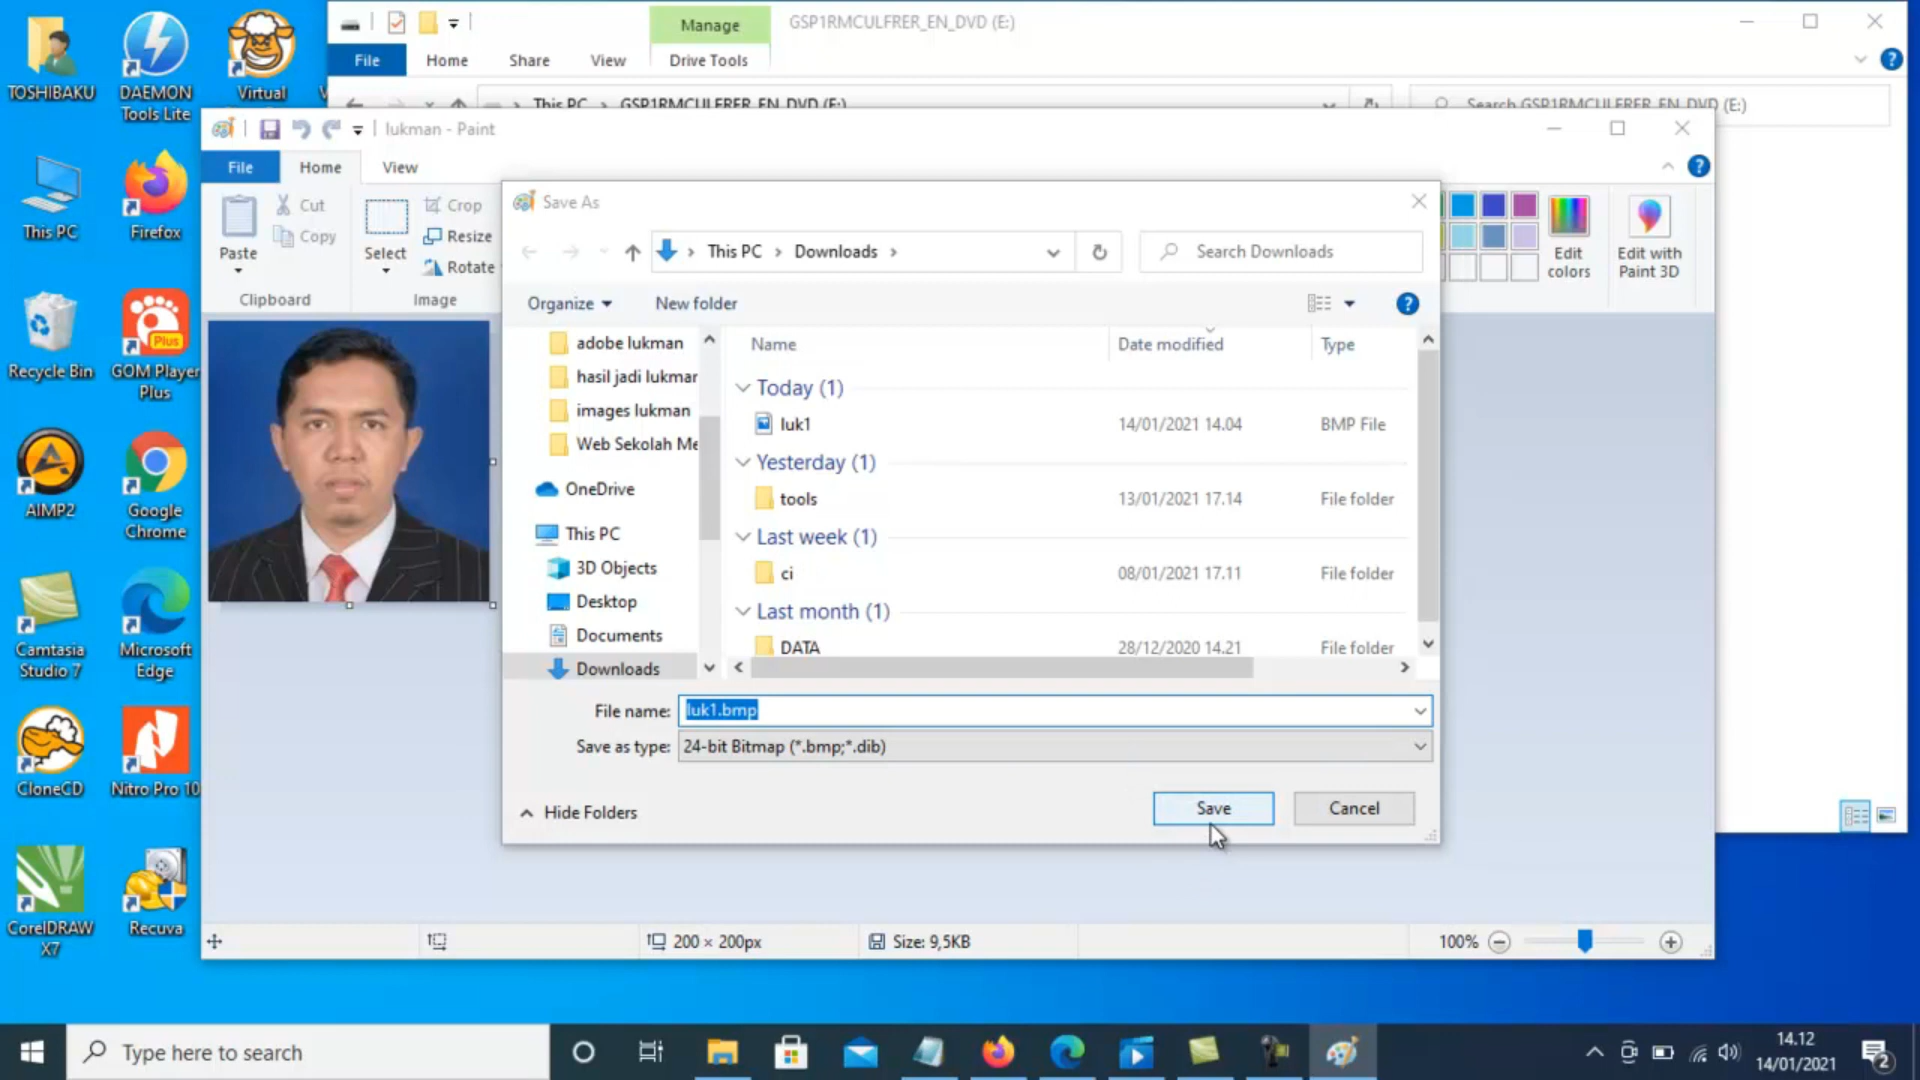 TOSHIBAKU
DAEMON
Tools Lite
Virtual
This PC
Firefox
Recycle Bin
GOM Player
Plus
AIMP2
Google
Chrome
Camtasia
Studio 7
Microsoft
Edge
CloneCD
Nitro Pro 10
CorelDRAW
X7
Recuva
Manage
GSP1RMCULFRER_EN_DVD (E:)
File
Home
Share
View
Drive Tools
This PC
GSP1RMCULFRER_EN_DVD (E:)
Search GSP1RMCULFRER_EN_DVD (E:)
lukman - Paint
File
Home
View
Paste
Cut
Copy
Clipboard
Select
Crop
Resize
Rotate
Image
Edit
colors
Edit with
Paint 3D
Save As
This PC
Downloads
Search Downloads
Organize
New folder
adobe lukman
hasil jadi lukmar
images lukman
Web Sekolah Me
OneDrive
This PC
3D Objects
Desktop
Documents
Downloads
Name
Date modified
Type
Today (1)
luk1
14/01/2021 14.04
BMP File
Yesterday (1)
tools
13/01/2021 17.14
File folder
Last week (1)
ci
08/01/2021 17.11
File folder
Last month (1)
DATA
28/12/2020 14.21
File folder
File name:
luk1.bmp
Save as type:
24-bit Bitmap (*.bmp;*.dib)
Hide Folders
Save
Cancel
200 × 200px
Size: 9,5KB
100%
Type here to search
14.12
14/01/2021
2